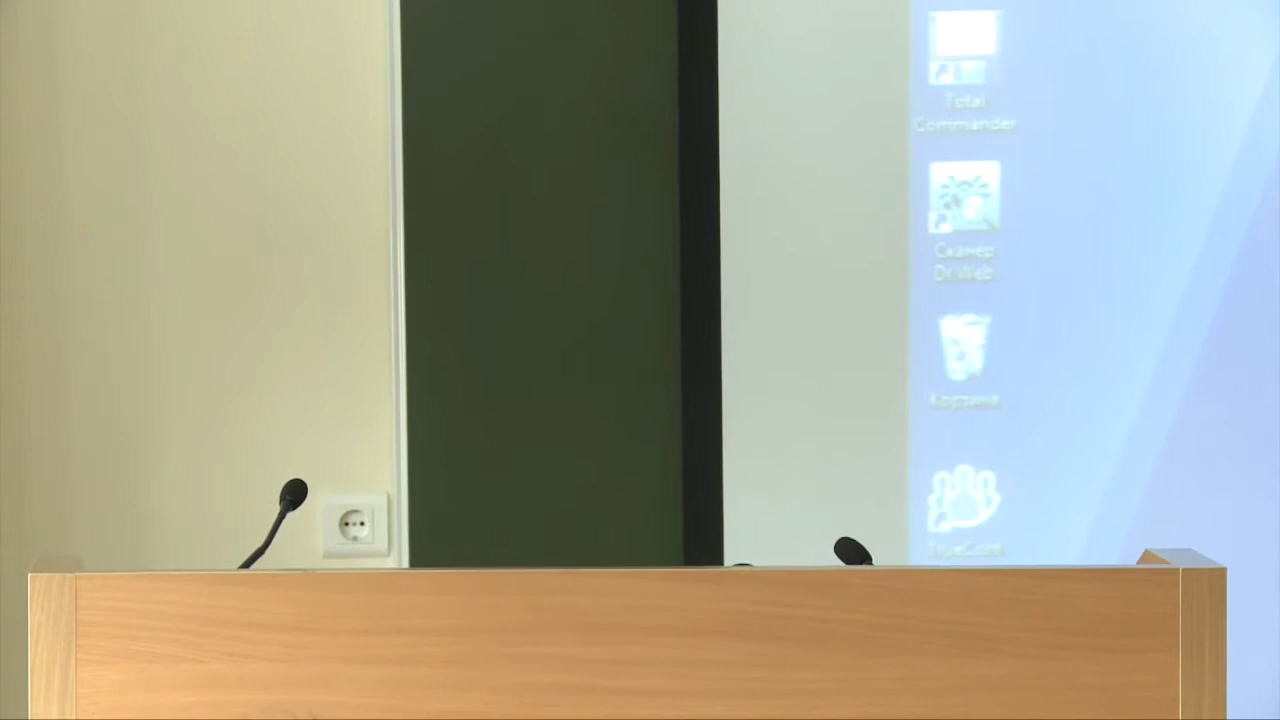 Total
Commander
Сканер
Dr.Web
Корзина